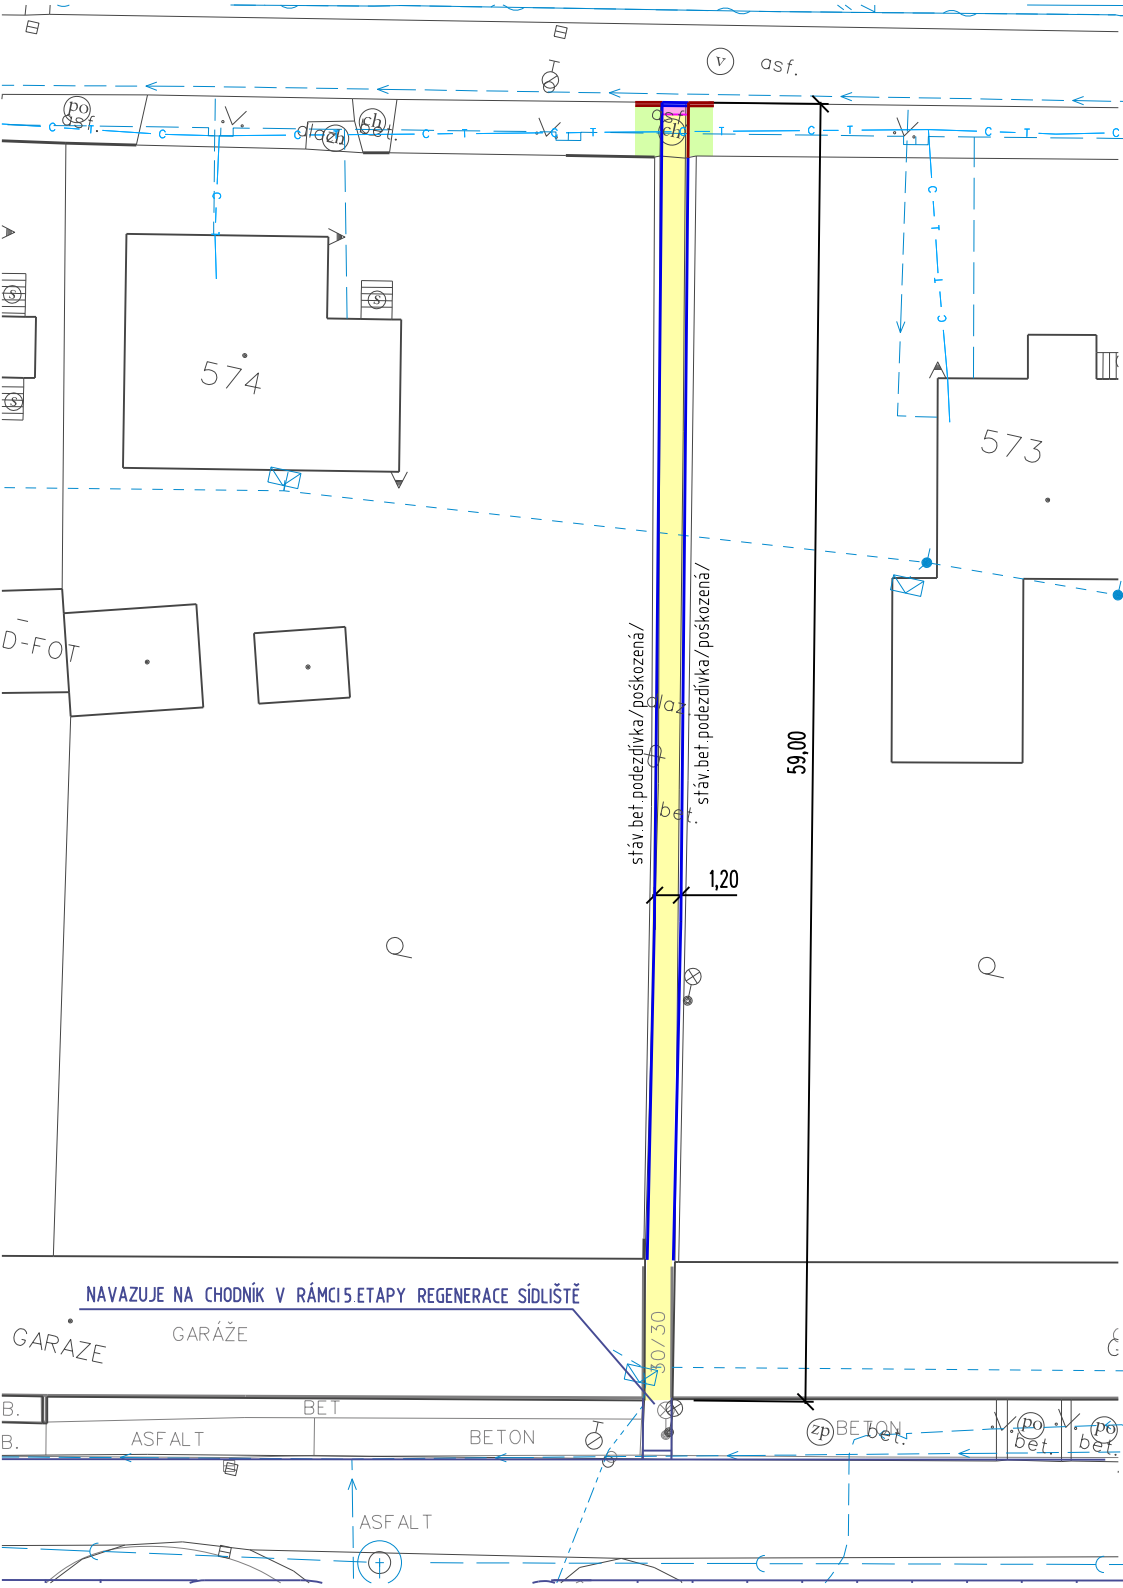 v asf.
po
asf.
ch
dlaž. bet.
ch
asf.
ch
C T C T C T C T C T C T C T C
C
T
C
T
T
C
s
s
s
574
573
D-FOT
stáv.bet.podezdívka/poškozená/
stáv.bet.podezdívka/poškozená/
dlaž.
bet.
59,00
1,20
NAVAZUJE NA CHODNÍK V RÁMCI 5.ETAPY REGENERACE SÍDLIŠTĚ
GARÁŽE
GARAZE
30/30
G
B.
BET
B.
ASFALT
BETON
zp BETON
bet.
po
bet.
po
bet.
ASFALT